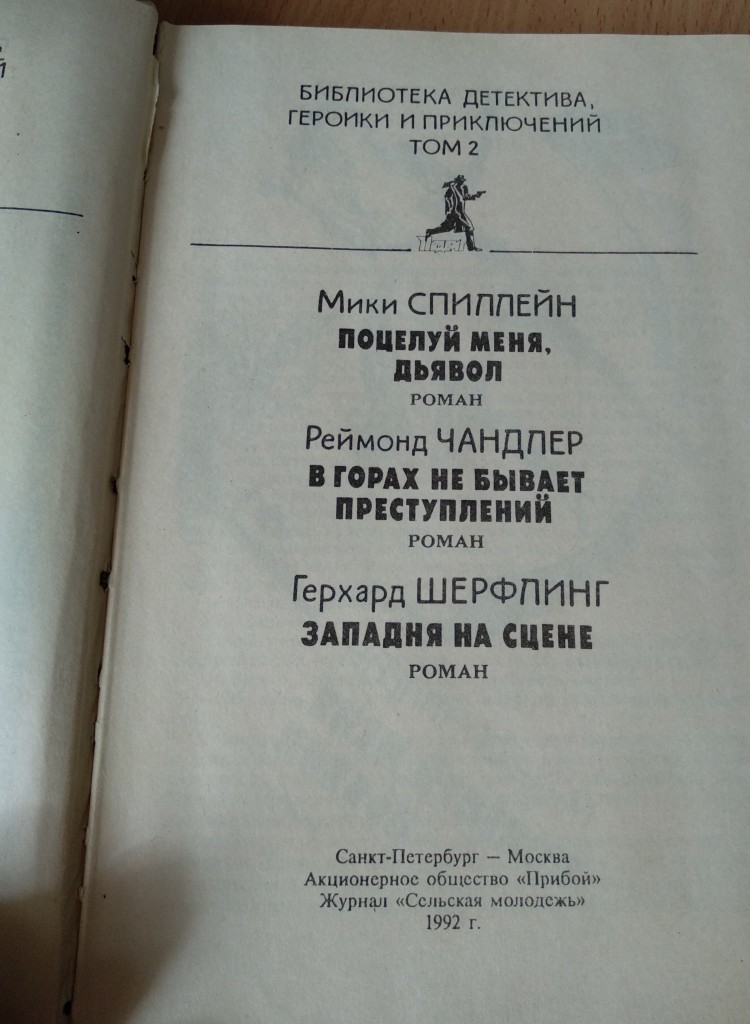 БИБЛИОТЕКА ДЕТЕКТИВА,
ГЕРОИКИ И ПРИКЛЮЧЕНИЙ
ТОМ 2
Мики СПИЛЛЕЙН
ПОЦЕЛУЙ МЕНЯ,
ДЬЯВОЛ
РОМАН
Реймонд ЧАНДЛЕР
В ГОРАХ НЕ БЫВАЕТ
ПРЕСТУПЛЕНИЙ
РОМАН
Герхард ШЕРФЛИНГ
ЗАПАДНЯ НА СЦЕНЕ
РОМАН
Санкт-Петербург — Москва
Акционерное общество «Прибой»
Журнал «Сельская молодежь»
1992 г.